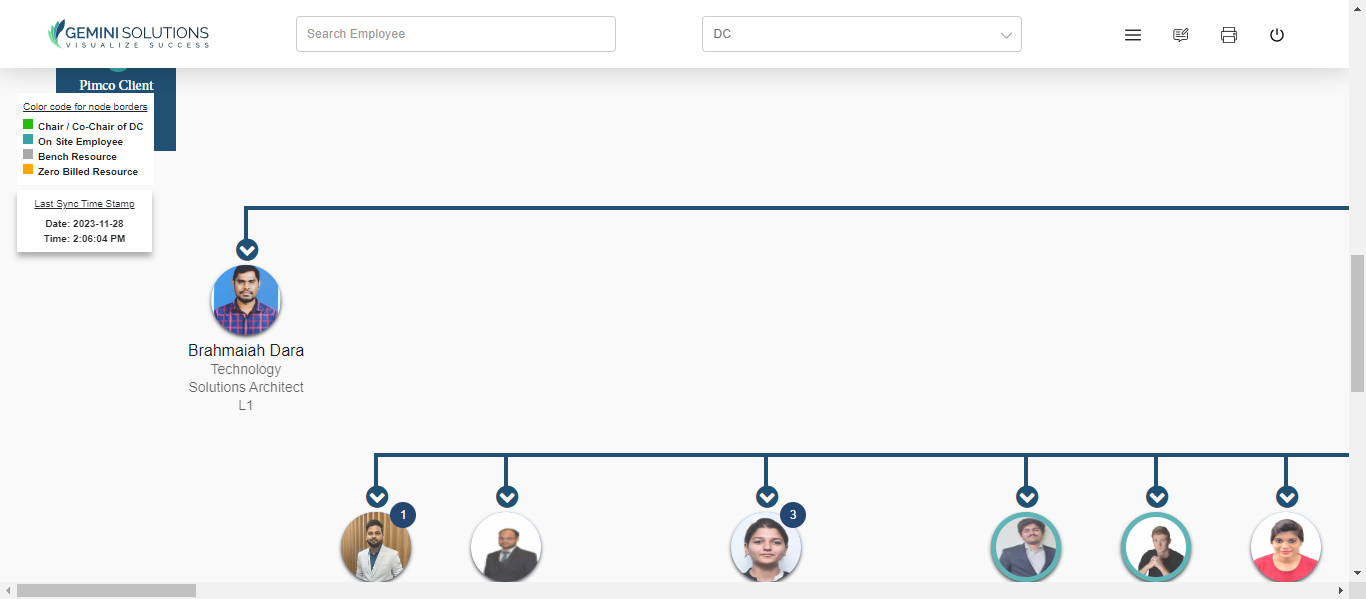 GEMINI SOLUTIONS
VISUALIZE SUCCESS
Search Employee
DC
Pimco Client
Color code for node borders
Chair / Co-Chair of DC
On Site Employee
Bench Resource
Zero Billed Resource
Last Sync Time Stamp
Date: 2023-11-28
Time: 2:06:04 PM
Brahmaiah Dara
Technology
Solutions Architect
L1
1
3